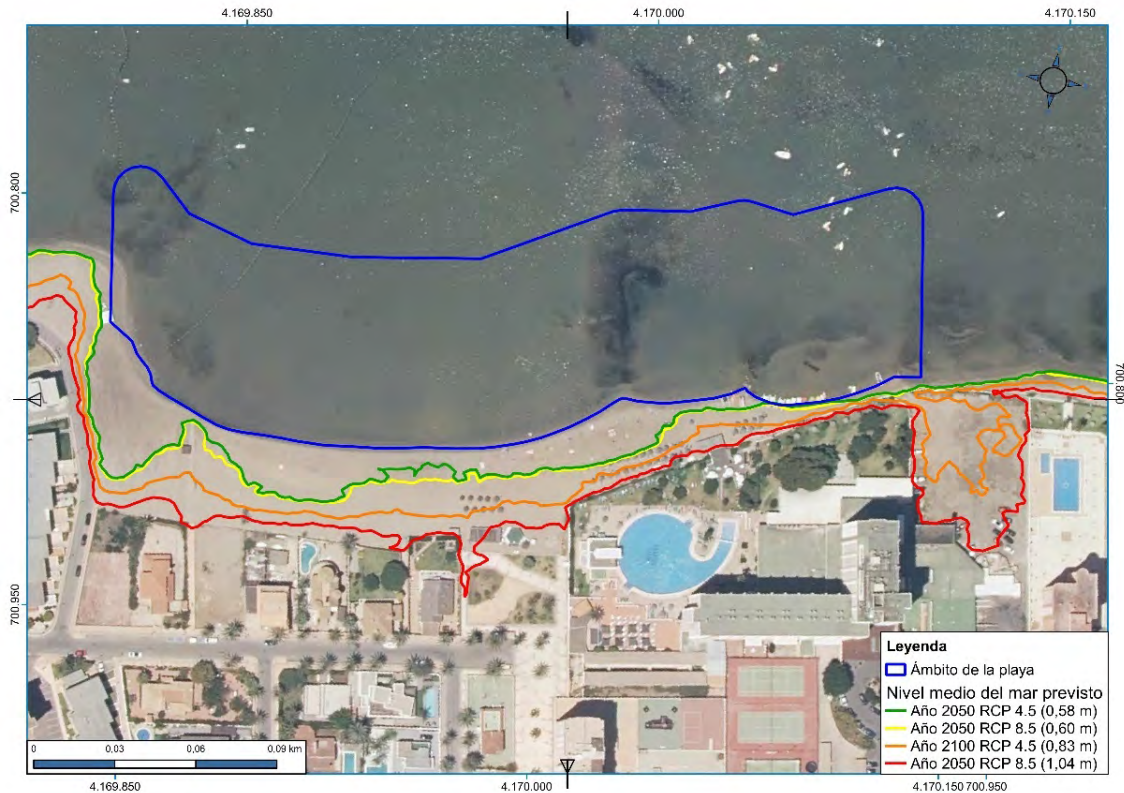 4.169.850
4.170.000
4.170.150
700.800
700.800
700.950
Leyenda
Ámbito de la playa
Nivel medio del mar previsto
Año 2050 RCP 4.5 (0,58 m)
Año 2050 RCP 8.5 (0,60 m)
Año 2100 RCP 4.5 (0,83 m)
Año 2050 RCP 8.5 (1,04 m)
0
0,03
0,06
0,09 km
4.169.850
4.170.000
4.170.150
700.950